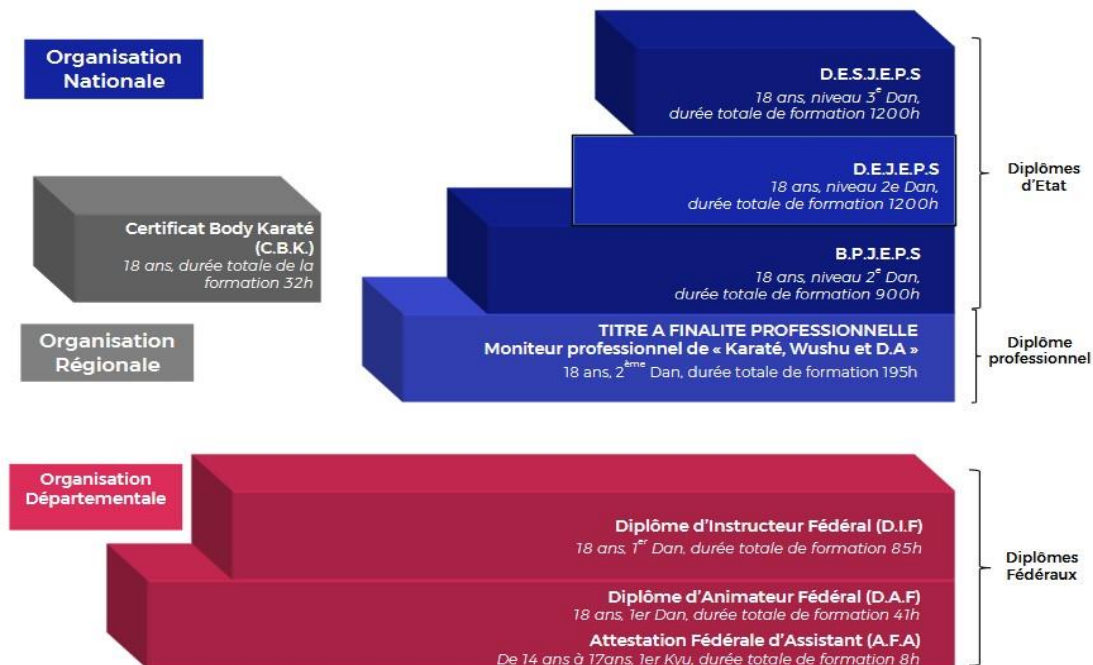 Organisation
Nationale
D.E.S.J.E.P.S
18 ans, niveau 3e Dan,
durée totale de formation 1200h
D.E.J.E.P.S
18 ans, niveau 2e Dan,
durée totale de formation 1200h
Diplômes
d'Etat
Certificat Body Karaté
(C.B.K.)
18 ans, durée totale de la
formation 32h
B.P.J.E.P.S
18 ans, niveau 2e Dan,
durée totale de formation 900h
Organisation
Régionale
TITRE A FINALITE PROFESSIONNELLE
Moniteur professionnel de « Karaté, Wushu et D.A »
18 ans, 2ème Dan, durée totale de formation 195h
Diplôme
professionnel
Organisation
Départementale
Diplôme d'Instructeur Fédéral (D.I.F)
18 ans, 1er Dan, durée totale de formation 85h
Diplômes
Fédéraux
Diplôme d'Animateur Fédéral (D.A.F)
18 ans, 1er Dan, durée totale de formation 41h
Attestation Fédérale d'Assistant (A.F.A)
De 14 ans à 17ans, 1er Kyu, durée totale de formation 8h